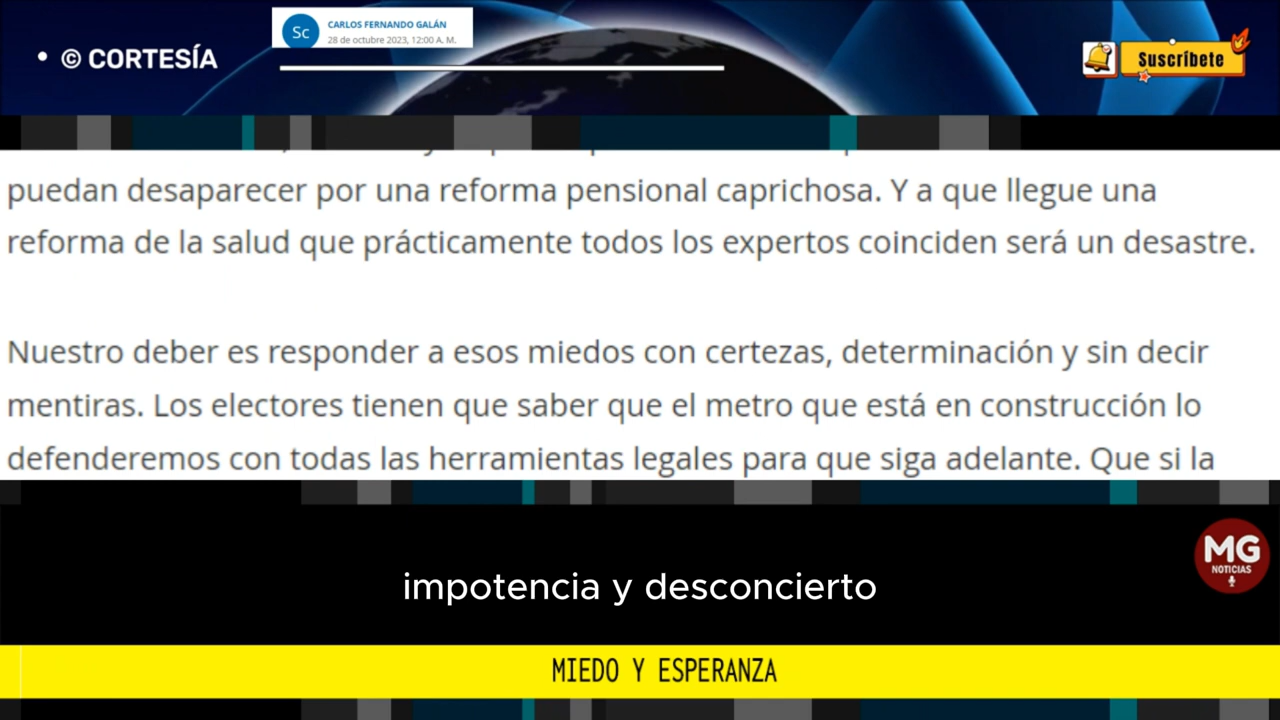 Sc
CARLOS FERNANDO GALÁN
28 de octubre 2023, 12:00 A. M.
• © CORTESÍA
Suscríbete
puedan desaparecer por una reforma pensional caprichosa. Y a que llegue una
reforma de la salud que prácticamente todos los expertos coinciden será un desastre.
Nuestro deber es responder a esos miedos con certezas, determinación y sin decir
mentiras. Los electores tienen que saber que el metro que está en construcción lo
defenderemos con todas las herramientas legales para que siga adelante. Que si la
MG
NOTICIAS
impotencia y desconcierto
MIEDO Y ESPERANZA